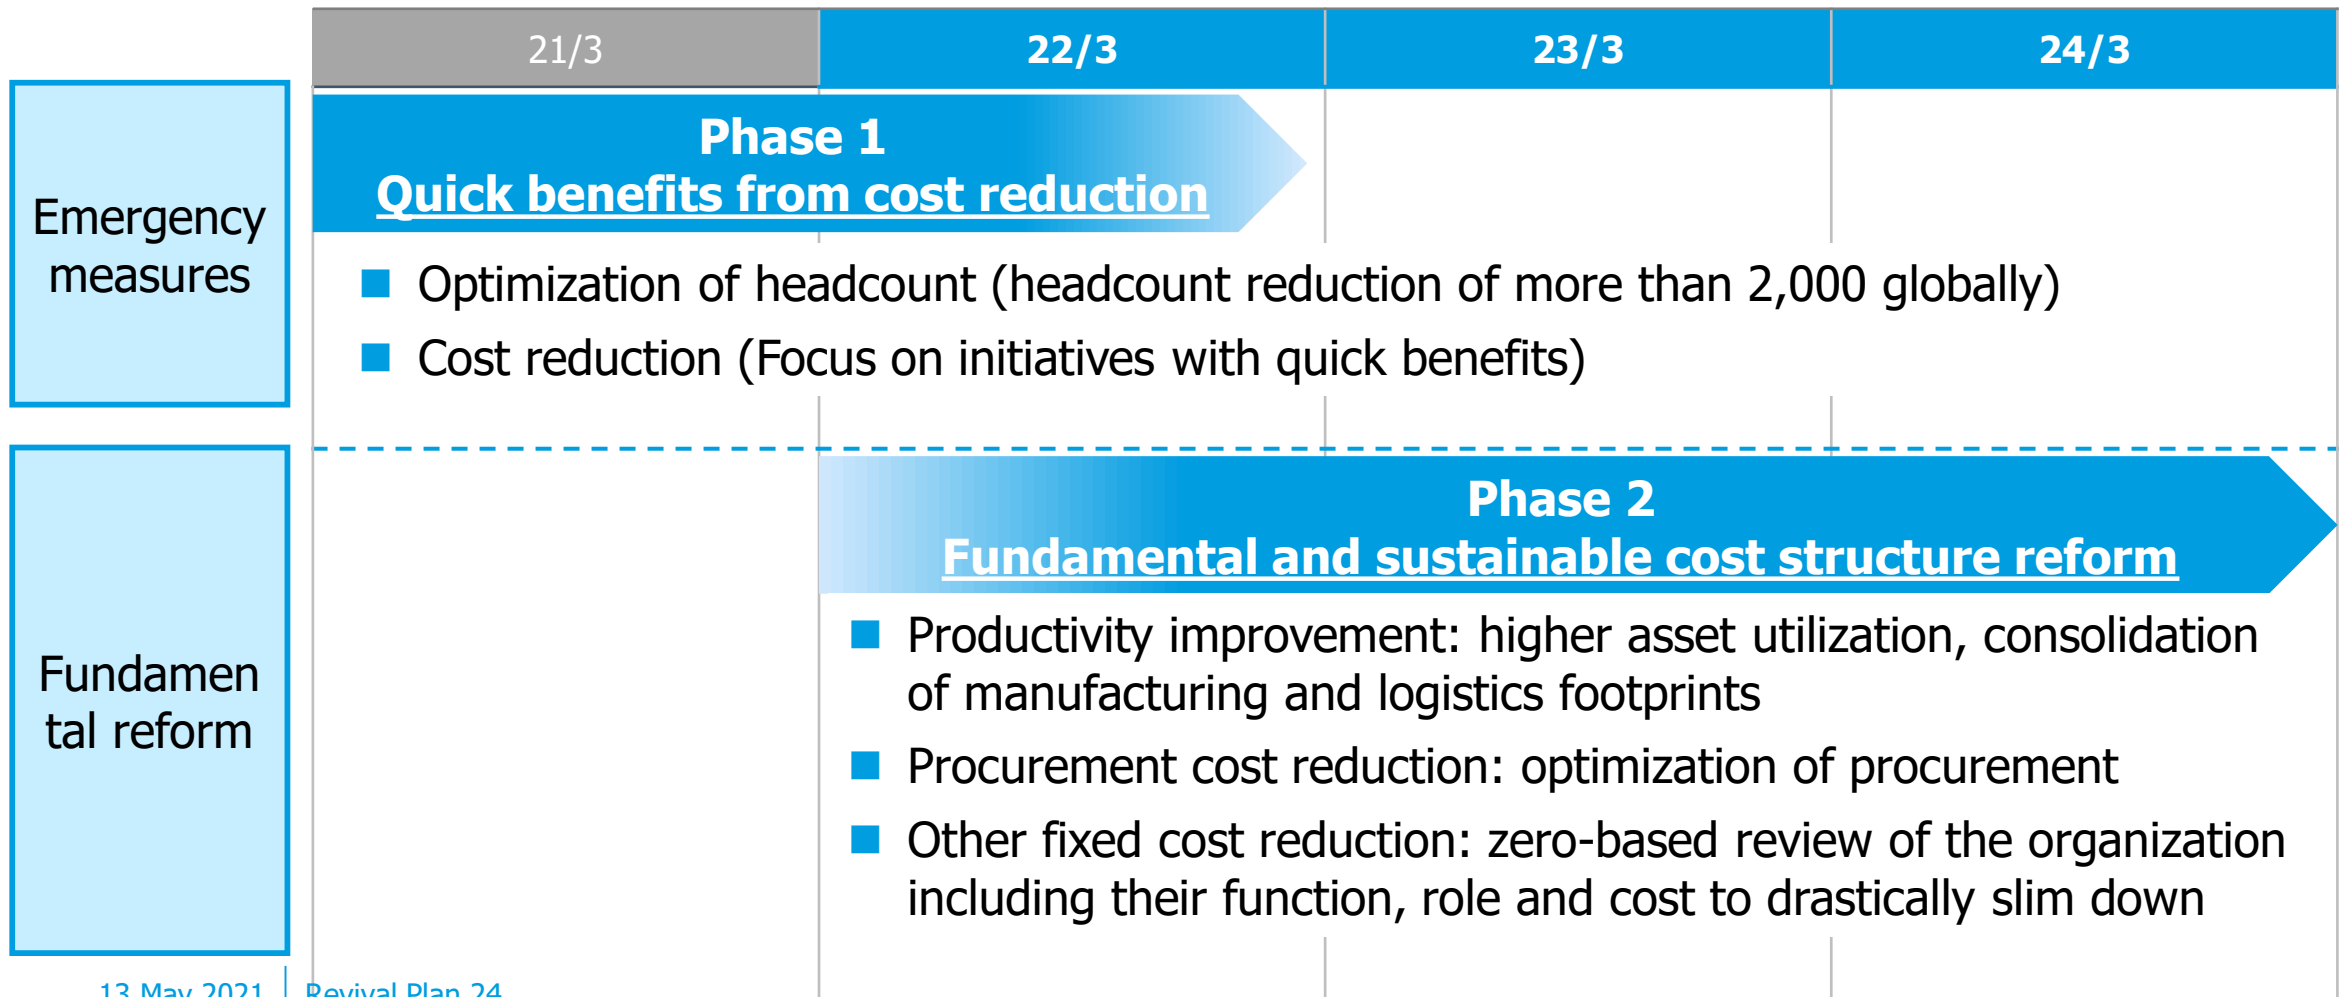 21/3 22/3 23/3 24/3
Emergency
measures
Phase 1
Quick benefits from cost reduction
Optimization of headcount (headcount reduction of more than 2,000 globally)
Cost reduction (Focus on initiatives with quick benefits)
Fundamen
tal reform
Phase 2
Fundamental and sustainable cost structure reform
Productivity improvement: higher asset utilization, consolidation
of manufacturing and logistics footprints
Procurement cost reduction: optimization of procurement
Other fixed cost reduction: zero-based review of the organization
including their function, role and cost to drastically slim down
13 May 2021 Revival Plan 24